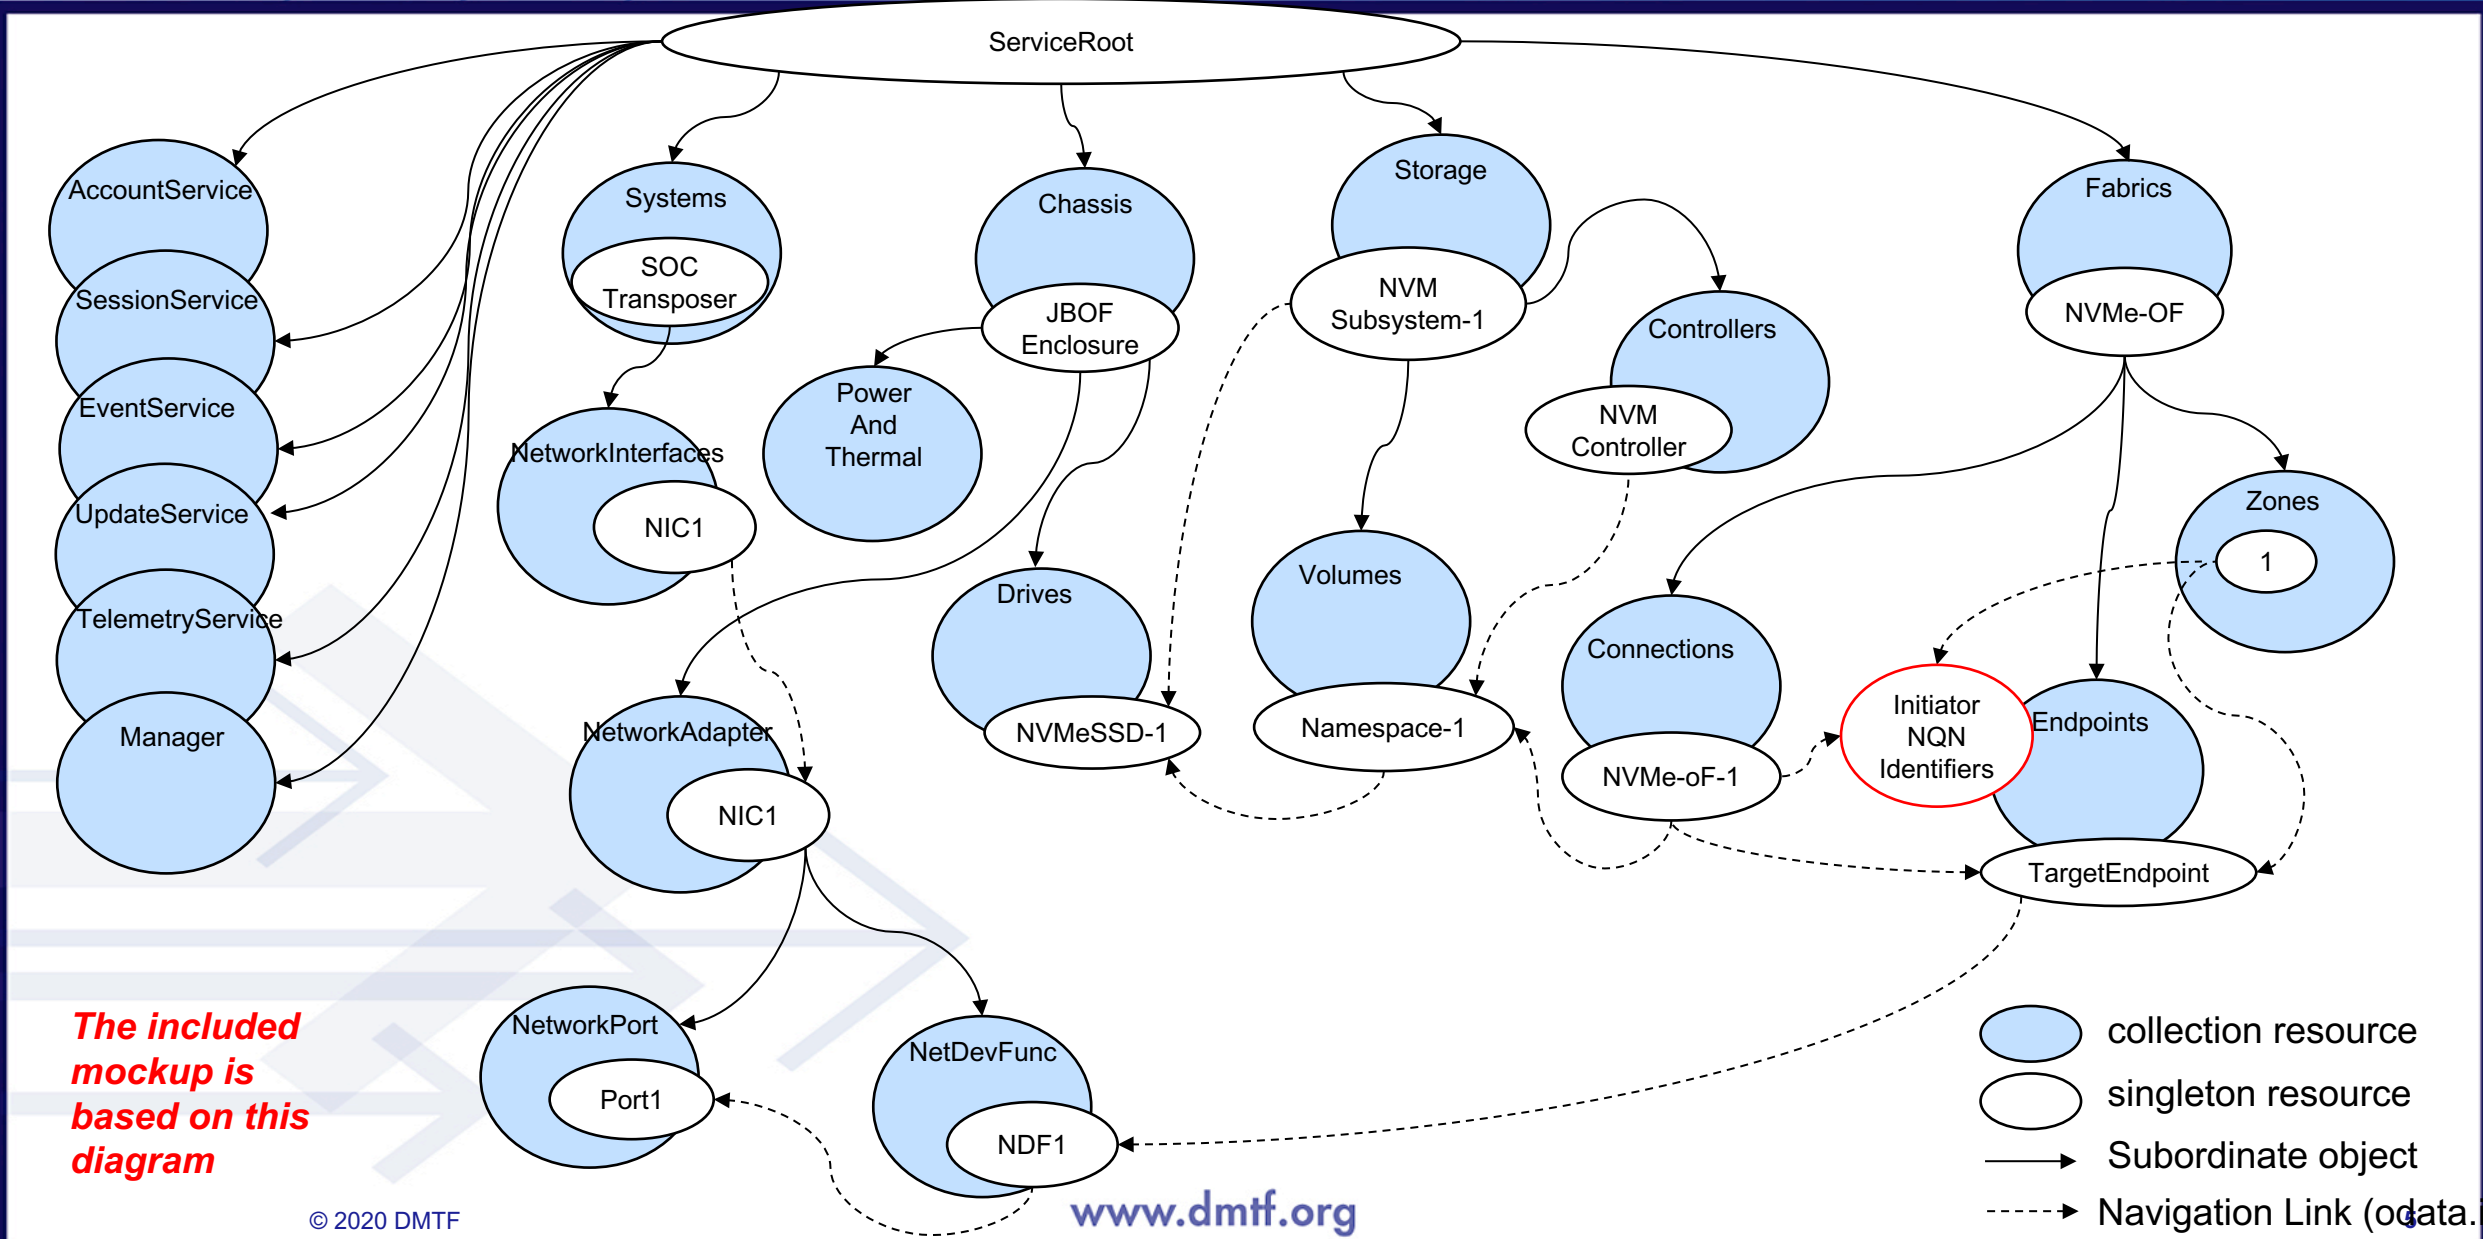 ServiceRoot
AccountService
SessionService
EventService
UpdateService
TelemetryService
Manager
Systems
SOC
Transposer
NetworkInterfaces
NIC1
Chassis
JBOF
Enclosure
Power
And
Thermal
NetworkAdapter
NIC1
NetworkPort
Port1
NetDevFunc
NDF1
Drives
NVMeSSD-1
Storage
NVM
Subsystem-1
Controllers
NVM
Controller
Volumes
Namespace-1
Fabrics
NVMe-OF
Connections
NVMe-oF-1
Zones
1
Initiator
NQN
Identifiers
Endpoints
TargetEndpoint
The included
mockup is
based on this
diagram
collection resource
singleton resource
Subordinate object
Navigation Link (odata.i
5
© 2020 DMTF
www.dmtf.org